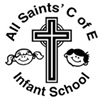 All Saints' C of E
Infant School